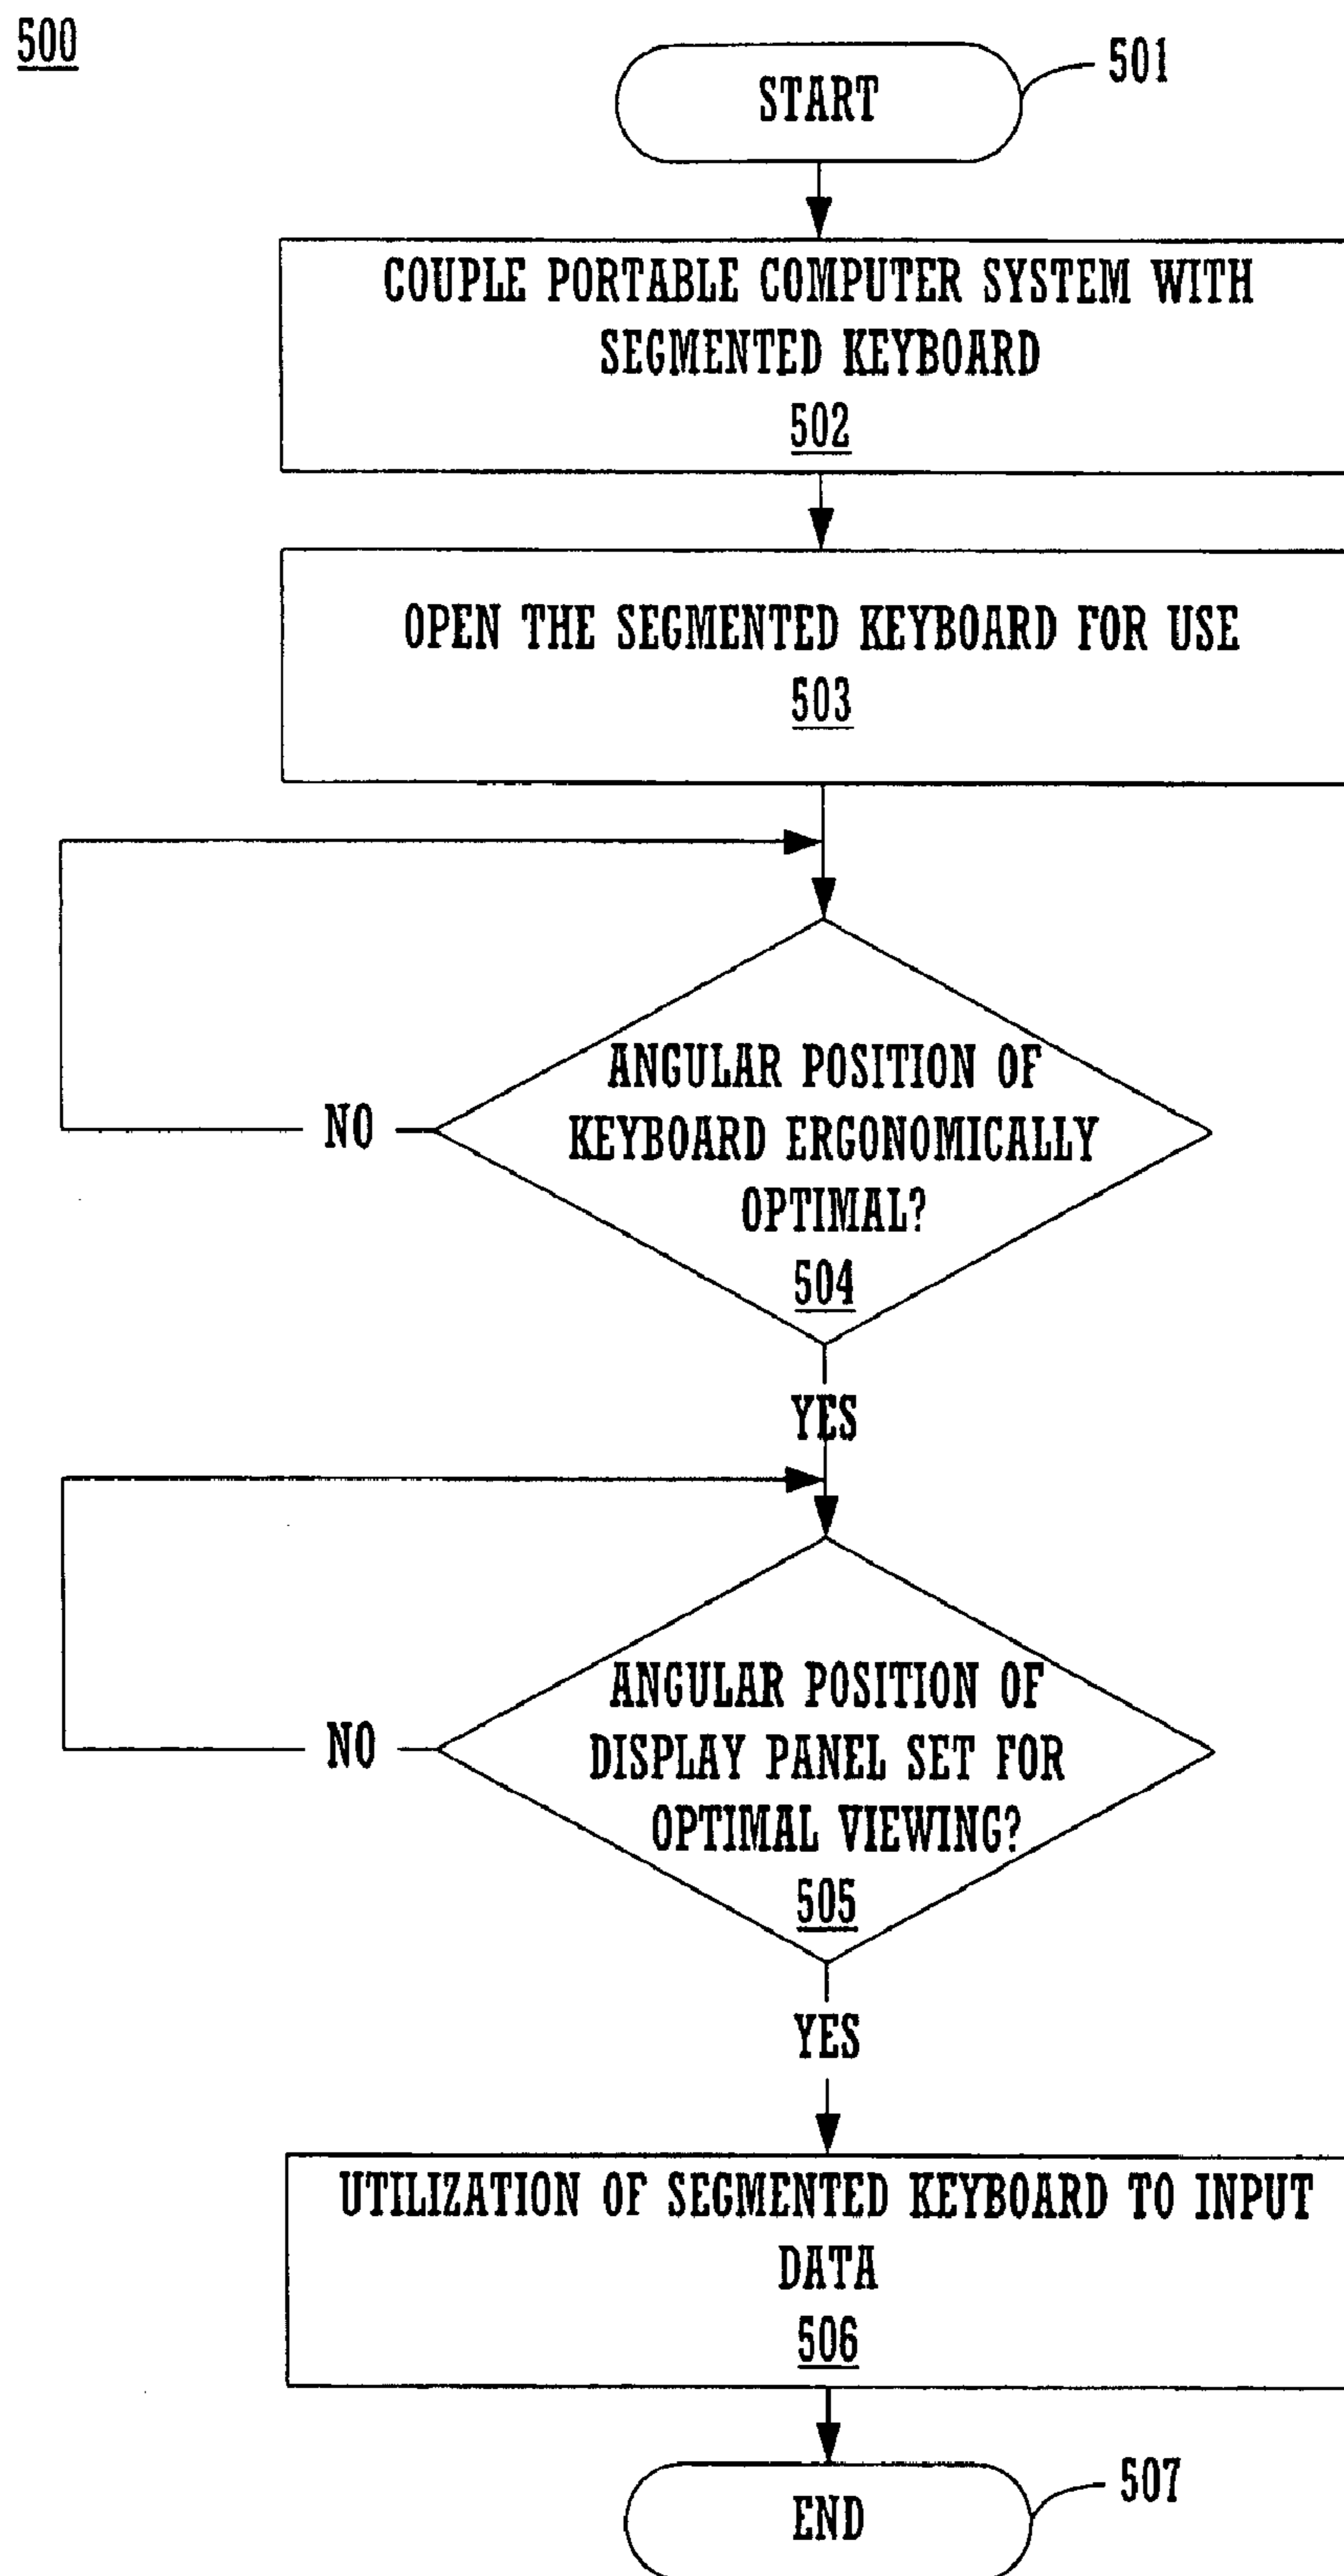 500
START
501
COUPLE PORTABLE COMPUTER SYSTEM WITH
SEGMENTED KEYBOARD
502
OPEN THE SEGMENTED KEYBOARD FOR USE
503
ANGULAR POSITION OF
KEYBOARD ERGONOMICALLY
OPTIMAL?
504
NO
YES
ANGULAR POSITION OF
DISPLAY PANEL SET FOR
OPTIMAL VIEWING?
505
NO
YES
UTILIZATION OF SEGMENTED KEYBOARD TO INPUT
DATA
506
END
507